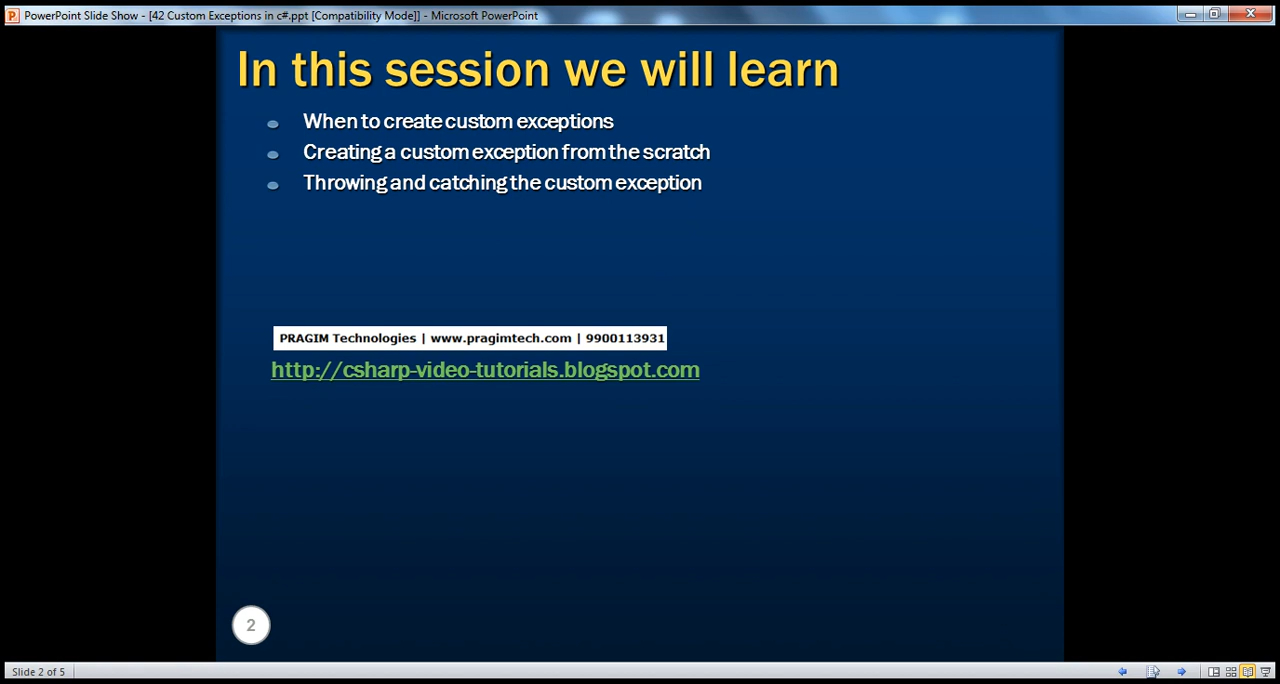 PowerPoint Slide Show - [42 Custom Exceptions in c#.ppt [Compatibility Mode]] - Microsoft PowerPoint
In this session we will learn
When to create custom exceptions
Creating a custom exception from the scratch
Throwing and catching the custom exception
PRAGIM Technologies | www.pragimtech.com | 9900113931
http://csharp-video-tutorials.blogspot.com
2
Slide 2 of 5